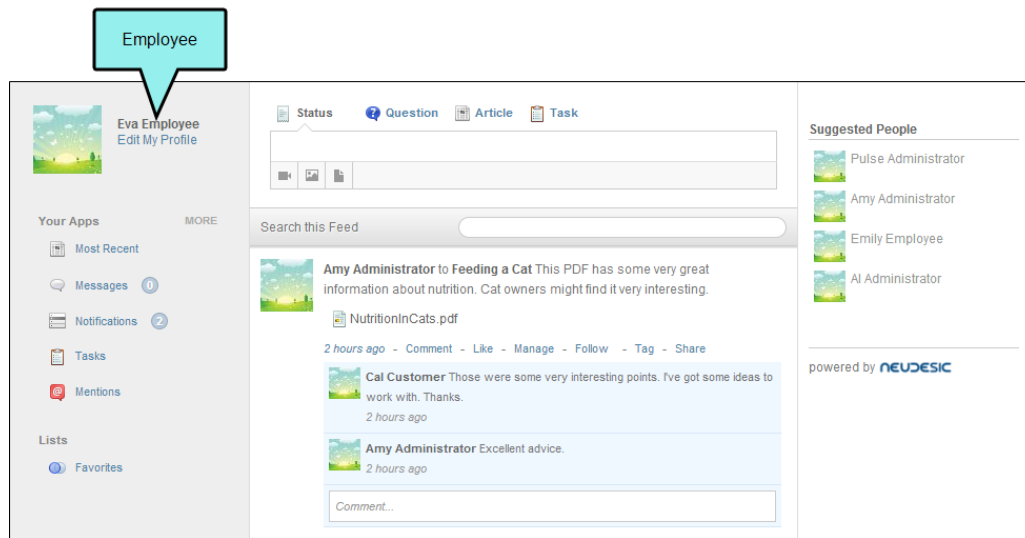 Employee
Eva Employee
Edit My Profile
Your Apps MORE
Most Recent
Messages 0
Notifications 2
Tasks
Mentions
Lists
Favorites
Status Question Article Task
Search this Feed
Amy Administrator to Feeding a Cat This PDF has some very great
information about nutrition. Cat owners might find it very interesting.
NutritionInCats.pdf
2 hours ago - Comment - Like - Manage - Follow - Tag - Share
Cal Customer Those were some very interesting points. I've got some ideas to
work with. Thanks.
2 hours ago
Amy Administrator Excellent advice.
2 hours ago
Comment...
Suggested People
Pulse Administrator
Amy Administrator
Emily Employee
Al Administrator
powered by NEUDESIC